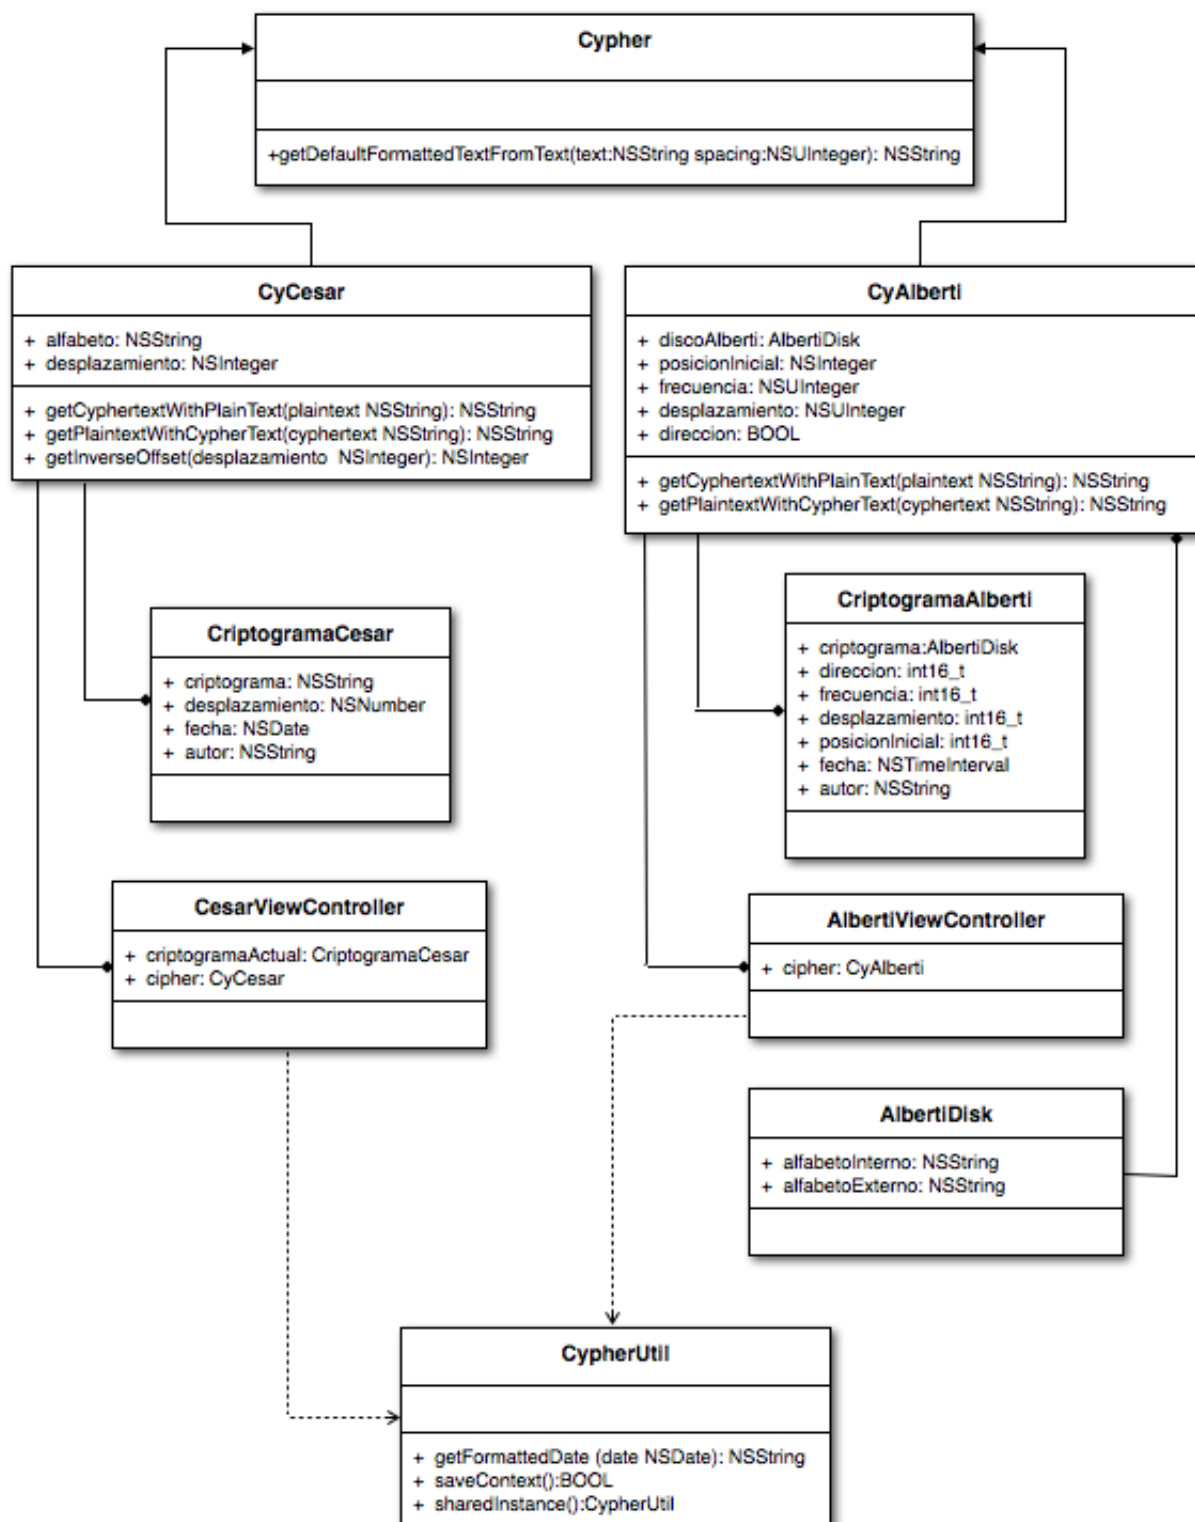 Cypher
+getDefaultFormattedTextFromText(text:NSString spacing:NSUInteger): NSString
CyCesar
+ alfabeto: NSString
+ desplazamiento: NSInteger
+ getCyphertextWithPlainText(plaintext NSString): NSString
+ getPlaintextWithCypherText(cyphertext NSString): NSString
+ getInverseOffset(desplazamiento NSInteger): NSInteger
CyAlberti
+ discoAlberti: AlbertiDisk
+ posicionInicial: NSInteger
+ frecuencia: NSUInteger
+ desplazamiento: NSUInteger
+ direccion: BOOL
+ getCyphertextWithPlainText(plaintext NSString): NSString
+ getPlaintextWithCypherText(cyphertext NSString): NSString
CriptogramaCesar
+ criptograma: NSString
+ desplazamiento: NSNumber
+ fecha: NSDate
+ autor: NSString
CriptogramaAlberti
+ criptograma:AlbertiDisk
+ direccion: int16_t
+ frecuencia: int16_t
+ desplazamiento: int16_t
+ posicionInicial: int16_t
+ fecha: NSTimeInterval
+ autor: NSString
CesarViewController
+ criptogramaActual: CriptogramaCesar
+ cipher: CyCesar
AlbertiViewController
+ cipher: CyAlberti
AlbertiDisk
+ alfabetoInterno: NSString
+ alfabetoExterno: NSString
CypherUtil
+ getFormattedDate (date NSDate): NSString
+ saveContext():BOOL
+ sharedInstance():CypherUtil